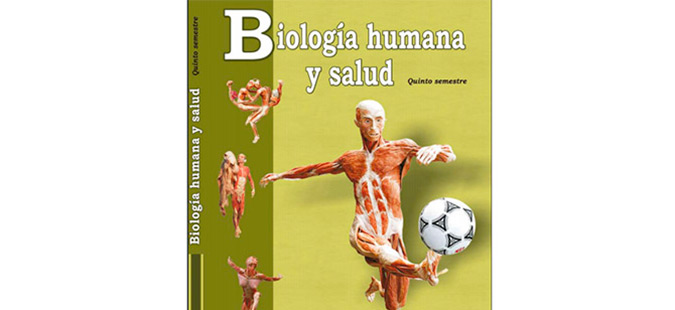 Biología humana
y salud
Quinto semestre
Biología humana y salud
Quinto semestre